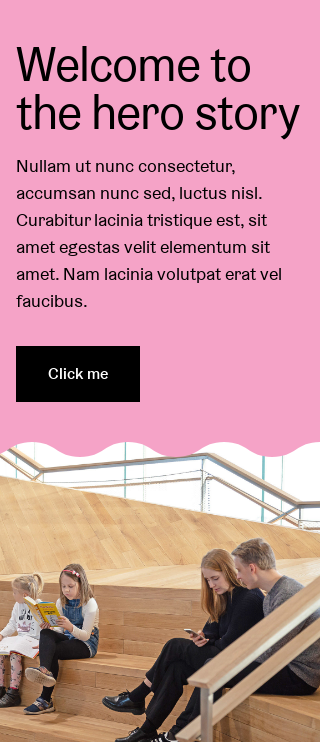 Welcome to
the hero story
Nullam ut nunc consectetur,
accumsan nunc sed, luctus nisl.
Curabitur lacinia tristique est, sit
amet egestas velit elementum sit
amet. Nam lacinia volutpat erat vel
faucibus.
Click me